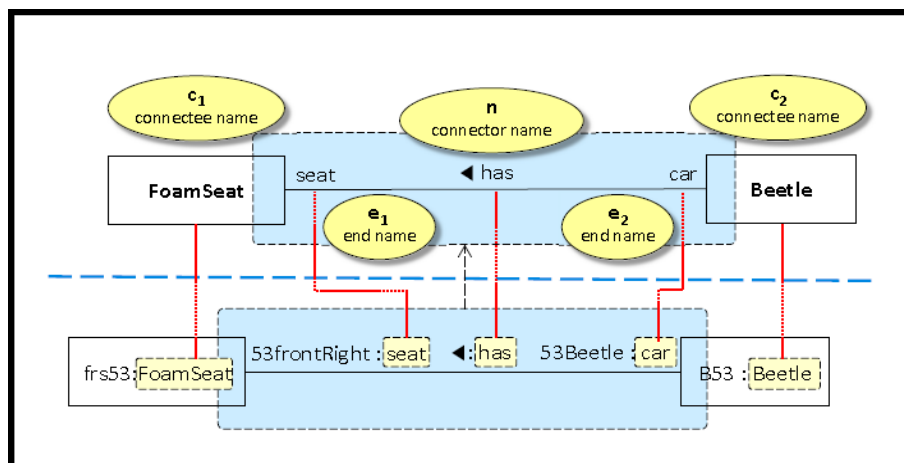 c1
connectee name
n
connector name
c2
connectee name
FoamSeat
seat
◄ has
car
Beetle
e1
end name
e2
end name
frs53:FoamSeat
53frontRight :seat
◄:has
53Beetle :car
B53 : Beetle